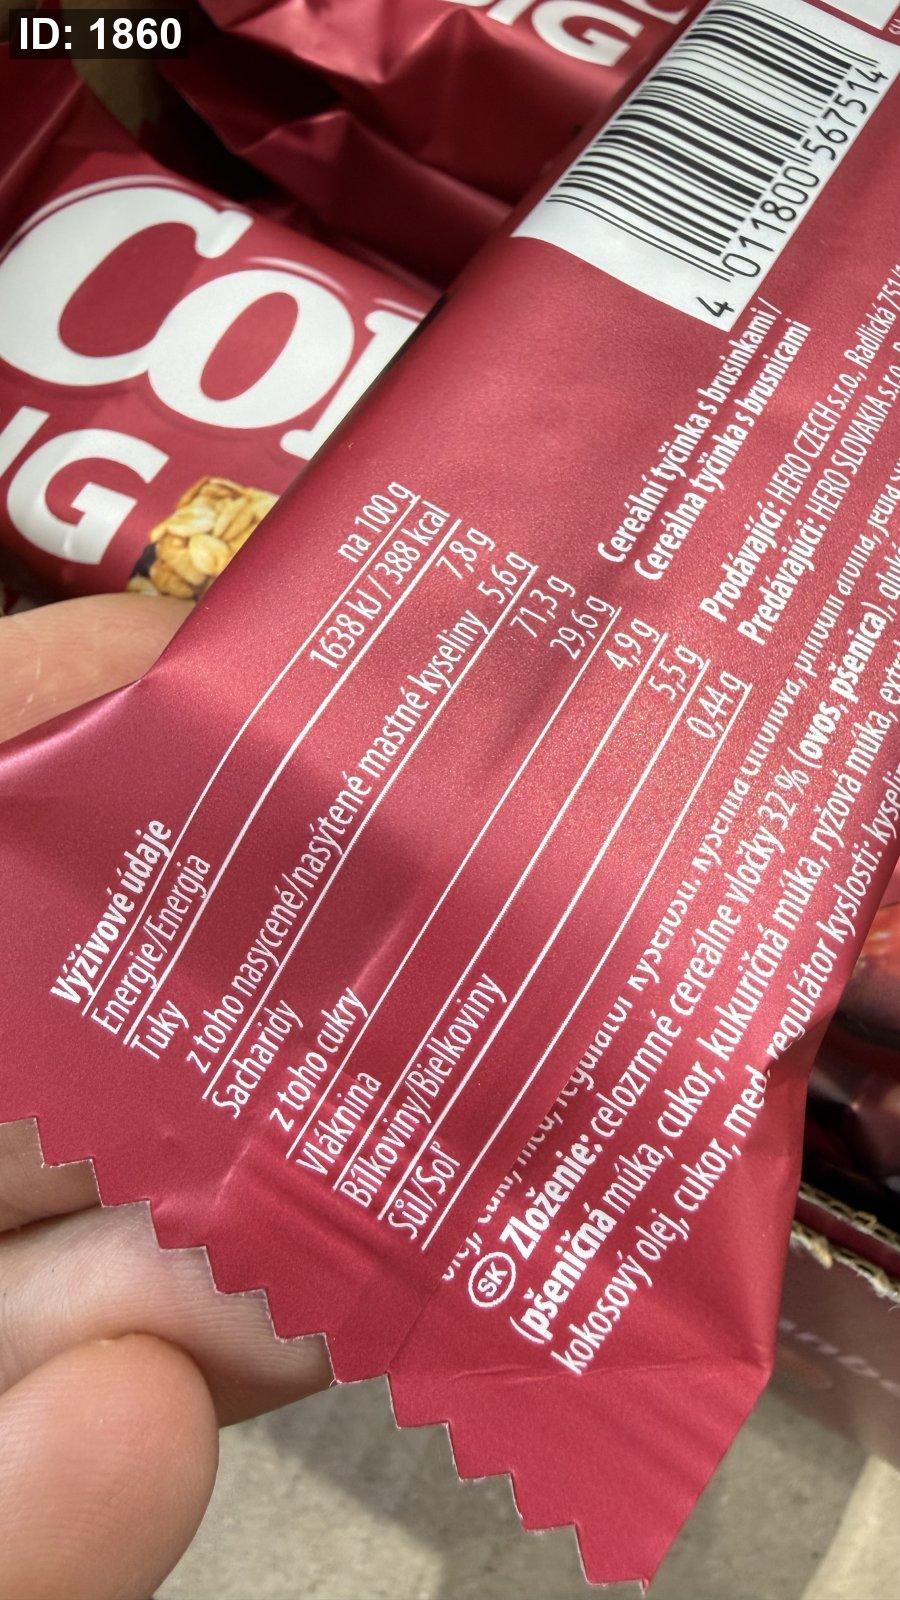 ID: 1860
BIG
Co
IG
4 011800 567514
Cereální tyčinka s brusinkami /
Cereálna tyčinka s brusnicami
Prodávající: HERO CZECH s.r.o., Radlická 751/1
Predávajúci: HERO SLOVAKIA s.r.o.
Výživové údaje na 100 g
Energie/Energia 1638 kJ / 388 kcal
Tuky 7,8 g
z toho nasycené/nasýtené mastné kyseliny 5,6 g
Sacharidy 71,3 g
z toho cukry 29,6 g
Vláknina 4,9 g
Bílkoviny/Bielkoviny 5,5 g
Sůl/Soľ 0,44 g
SK Zloženie: celozrnné cereálne vločky 32 % (ovos, pšenica),
(pšeničná múka, cukor, kukuričná múka, ryžová múka,
kokosový olej, cukor, med, regulátor kyslosti: